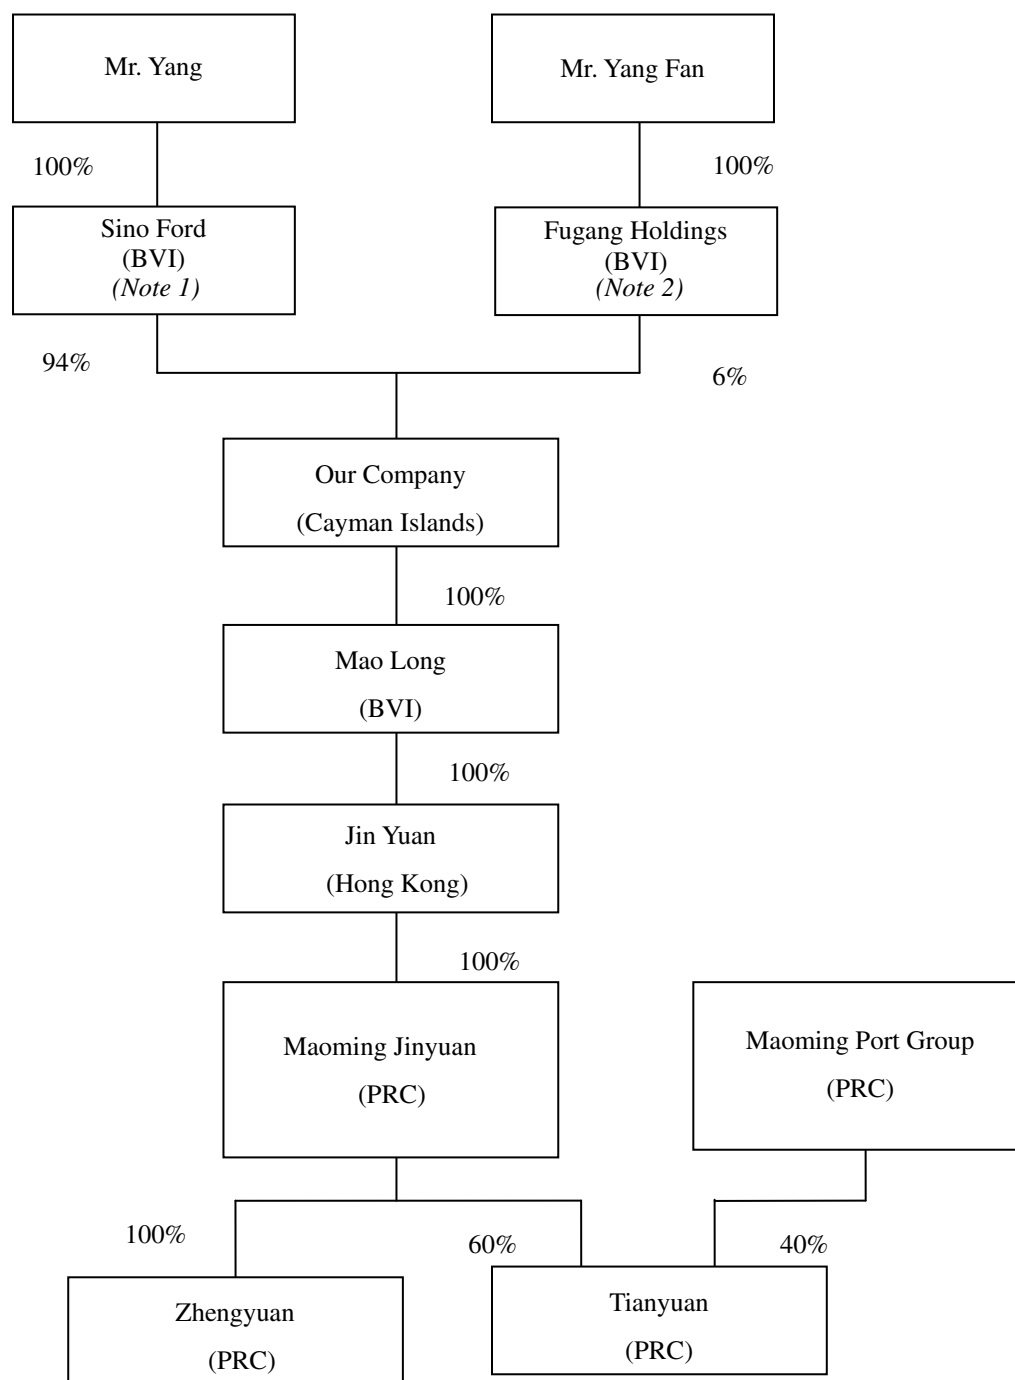 Mr. Yang
Mr. Yang Fan
100%
100%
Sino Ford
(BVI)
(Note 1)
Fugang Holdings
(BVI)
(Note 2)
94%
6%
Our Company
(Cayman Islands)
100%
Mao Long
(BVI)
100%
Jin Yuan
(Hong Kong)
100%
Maoming Jinyuan
(PRC)
Maoming Port Group
(PRC)
100%
60%
40%
Zhengyuan
(PRC)
Tianyuan
(PRC)